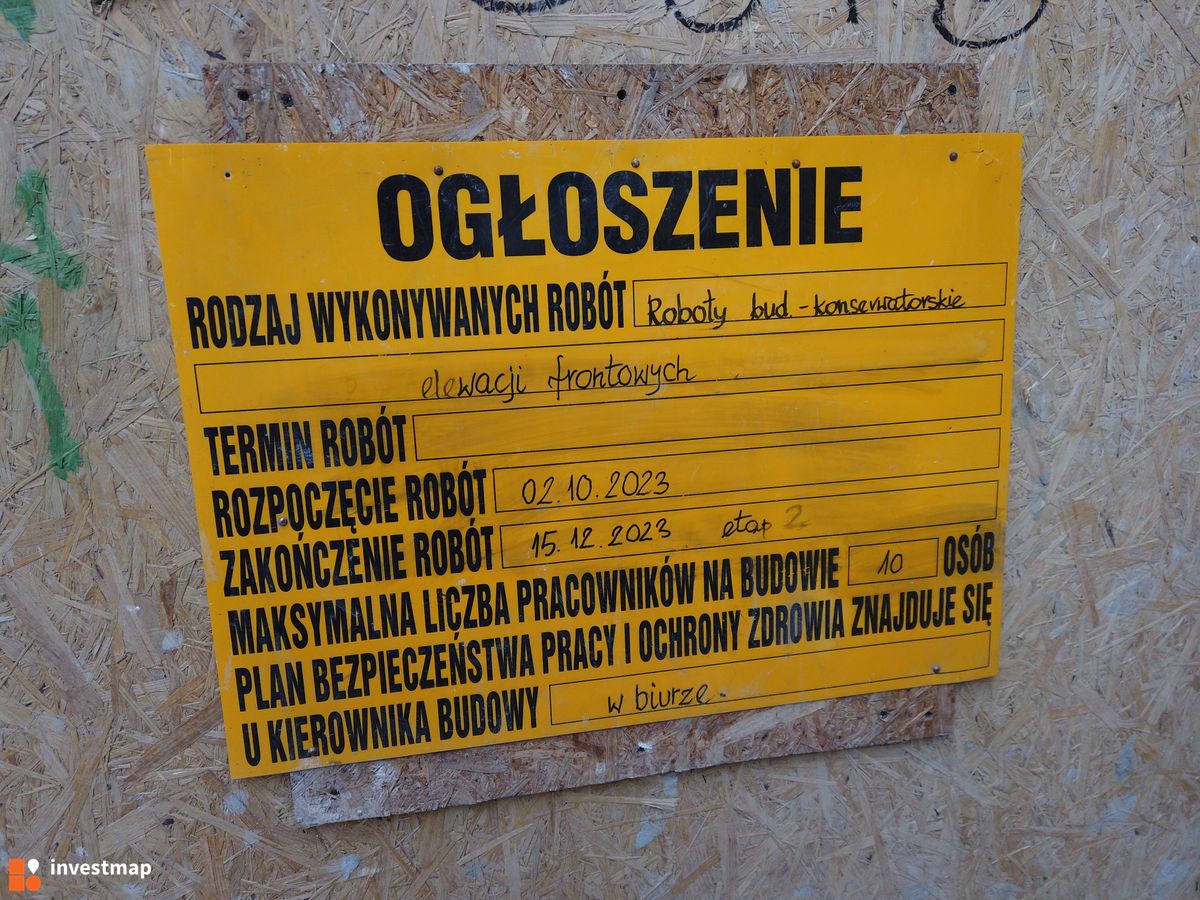 OGŁOSZENIE
RODZAJ WYKONYWANYCH ROBÓT Roboty bud.-konserwatorskie
elewacji frontowych
TERMIN ROBÓT
ROZPOCZĘCIE ROBÓT 02.10.2023
ZAKOŃCZENIE ROBÓT 15.12.2023 etap 2
MAKSYMALNA LICZBA PRACOWNIKÓW NA BUDOWIE 10 OSÓB
PLAN BEZPIECZEŃSTWA PRACY I OCHRONY ZDROWIA ZNAJDUJE SIĘ
U KIEROWNIKA BUDOWY w biurze.
investmap